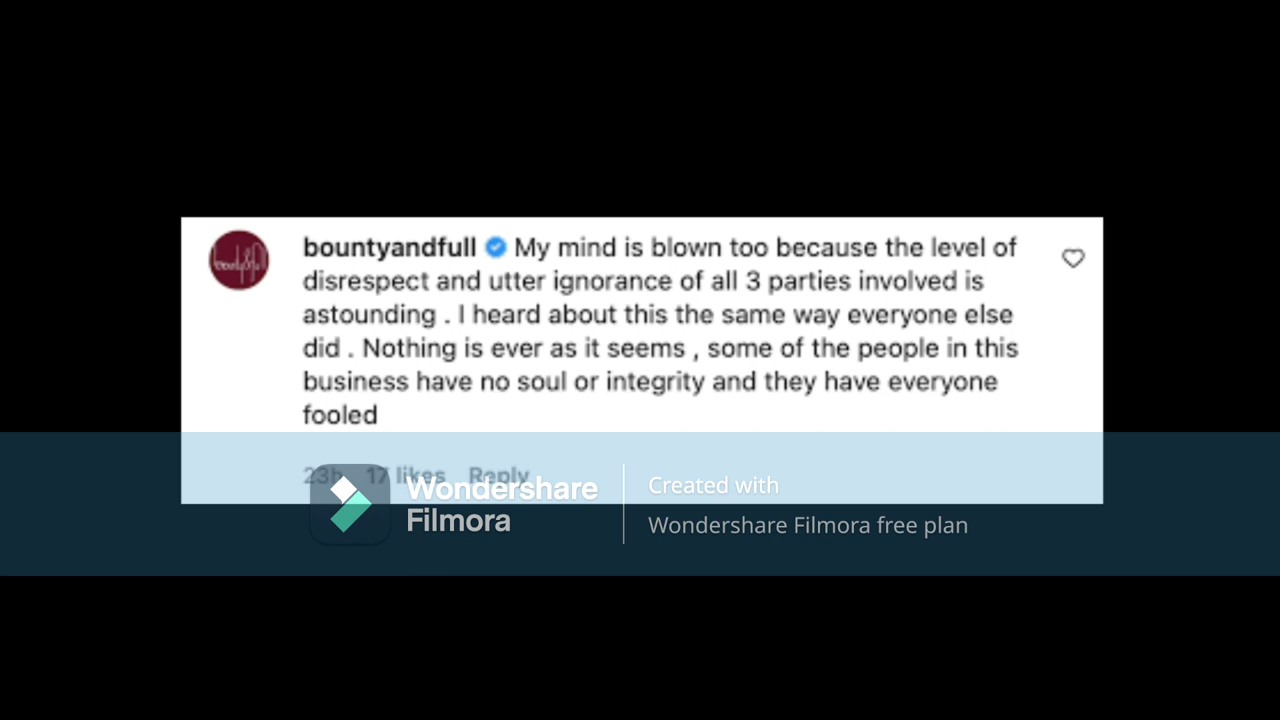 bountyandfull My mind is blown too because the level of
disrespect and utter ignorance of all 3 parties involved is
astounding . I heard about this the same way everyone else
did . Nothing is ever as it seems , some of the people in this
business have no soul or integrity and they have everyone
fooled
23h 17 likes Reply
Wondershare
Filmora
Created with
Wondershare Filmora free plan